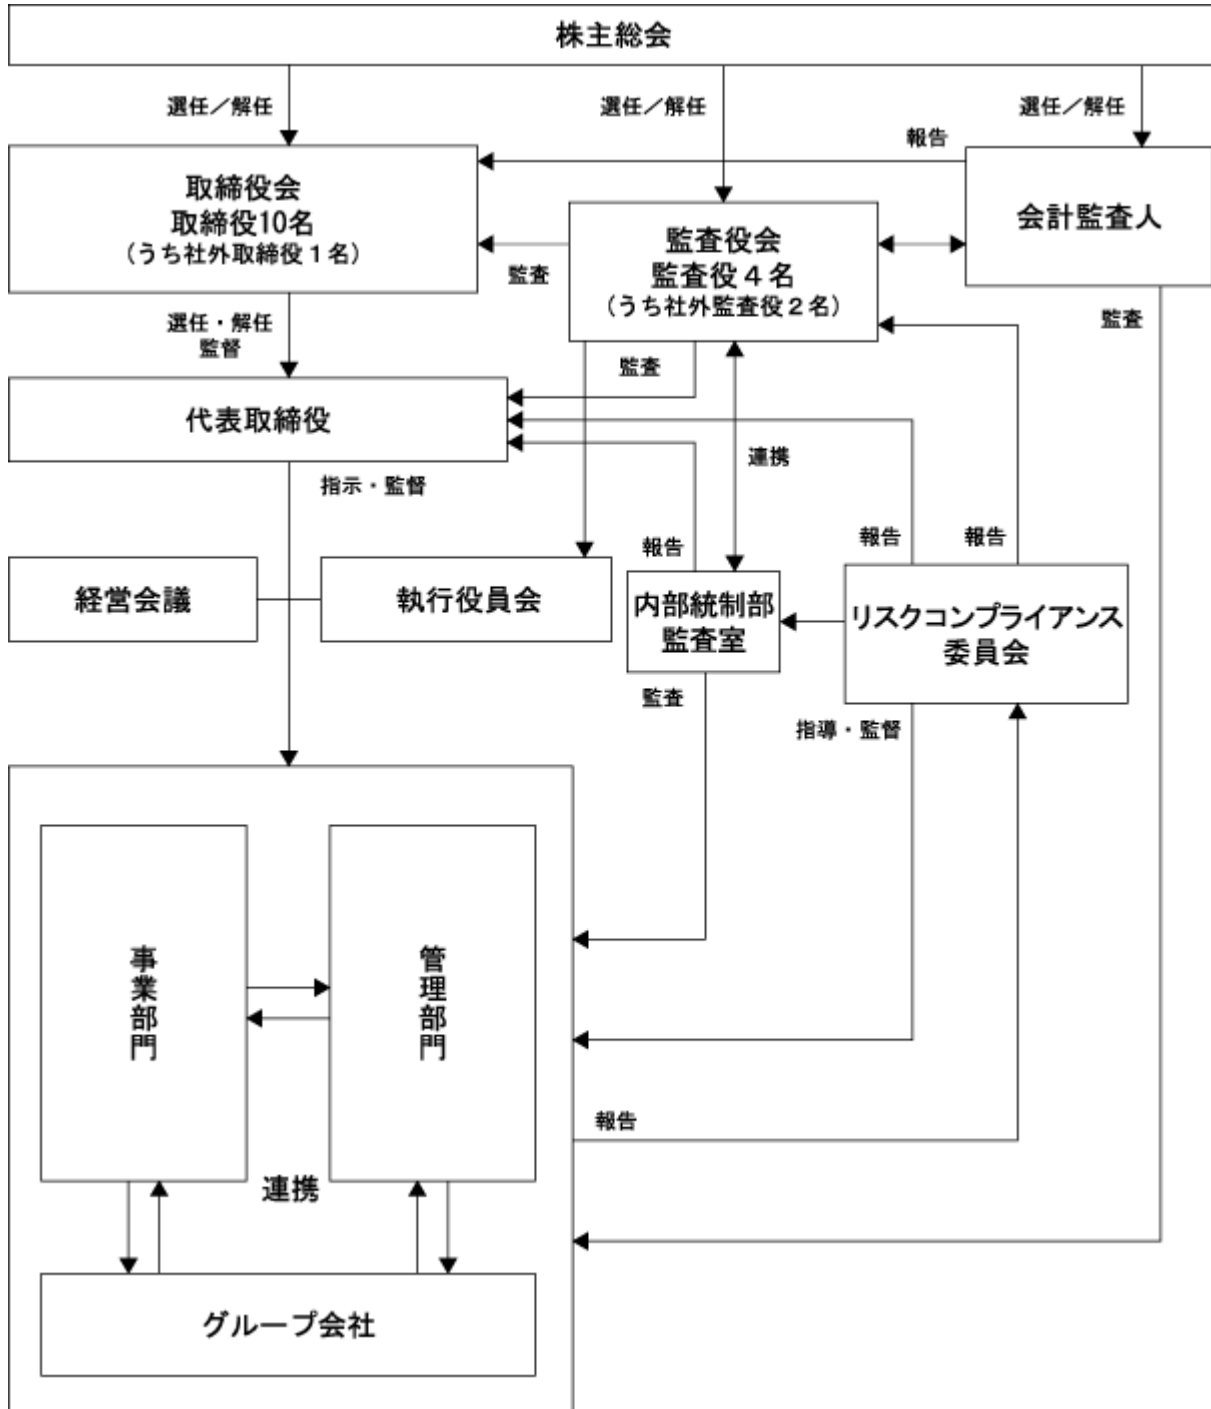 株主総会
選任／解任
選任／解任
選任／解任
報告
取締役会
取締役10名
（うち社外取締役１名）
監査役会
監査役４名
（うち社外監査役２名）
会計監査人
監査
選任・解任
監督
監査
監査
代表取締役
連携
指示・監督
報告
報告
報告
経営会議
執行役員会
内部統制部
監査室
リスクコンプライアンス
委員会
監査
指導・監督
事業部門
管理部門
報告
連携
グループ会社